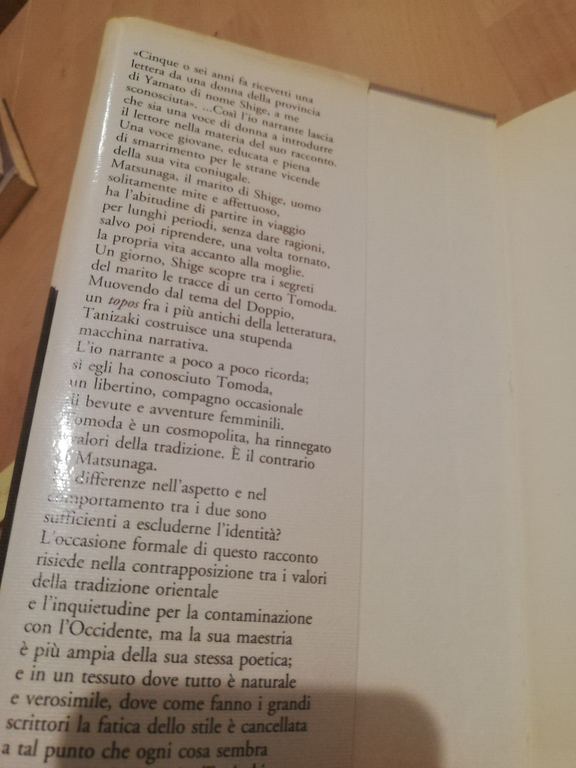 «Cinque o sei anni fa ricevetti una
lettera da una donna della provincia
di Yamato di nome Shige, a me
sconosciuta». ...Così l'io narrante lascia
che sia una voce di donna a introdurre
il lettore nella materia del suo racconto.
Una voce giovane, educata e piena
di smarrimento per le strane vicende
della sua vita coniugale.
Matsunaga, il marito di Shige, uomo
solitamente mite e affettuoso,
ha l'abitudine di partire in viaggio
per lunghi periodi, senza dare ragioni,
salvo poi riprendere, una volta tornato,
la propria vita accanto alla moglie.
Un giorno, Shige scopre tra i segreti
del marito le tracce di un certo Tomoda.
Muovendo dal tema del Doppio,
un topos fra i più antichi della letteratura,
Tanizaki costruisce una stupenda
macchina narrativa.
L'io narrante a poco a poco ricorda;
sì egli ha conosciuto Tomoda,
un libertino, compagno occasionale
di bevute e avventure femminili.
Tomoda è un cosmopolita, ha rinnegato
valori della tradizione. È il contrario
Matsunaga.
differenze nell'aspetto e nel
comportamento tra i due sono
sufficienti a escluderne l'identità?
L'occasione formale di questo racconto
risiede nella contrapposizione tra i valori
della tradizione orientale
e l'inquietudine per la contaminazione
con l'Occidente, ma la sua maestria
è più ampia della sua stessa poetica;
e in un tessuto dove tutto è naturale
e verosimile, dove come fanno i grandi
scrittori la fatica dello stile è cancellata
a tal punto che ogni cosa sembra